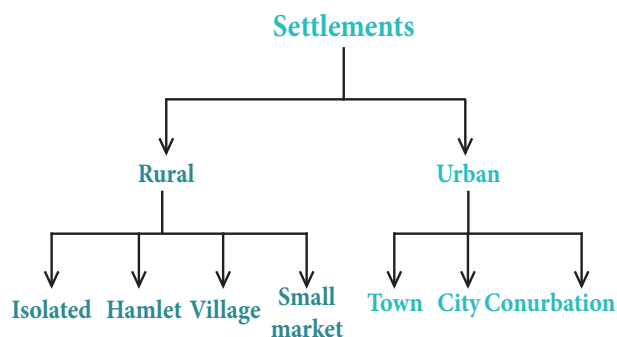 Settlements
Rural
Urban
Isolated
Hamlet
Village
Small
market
Town
City
Conurbation